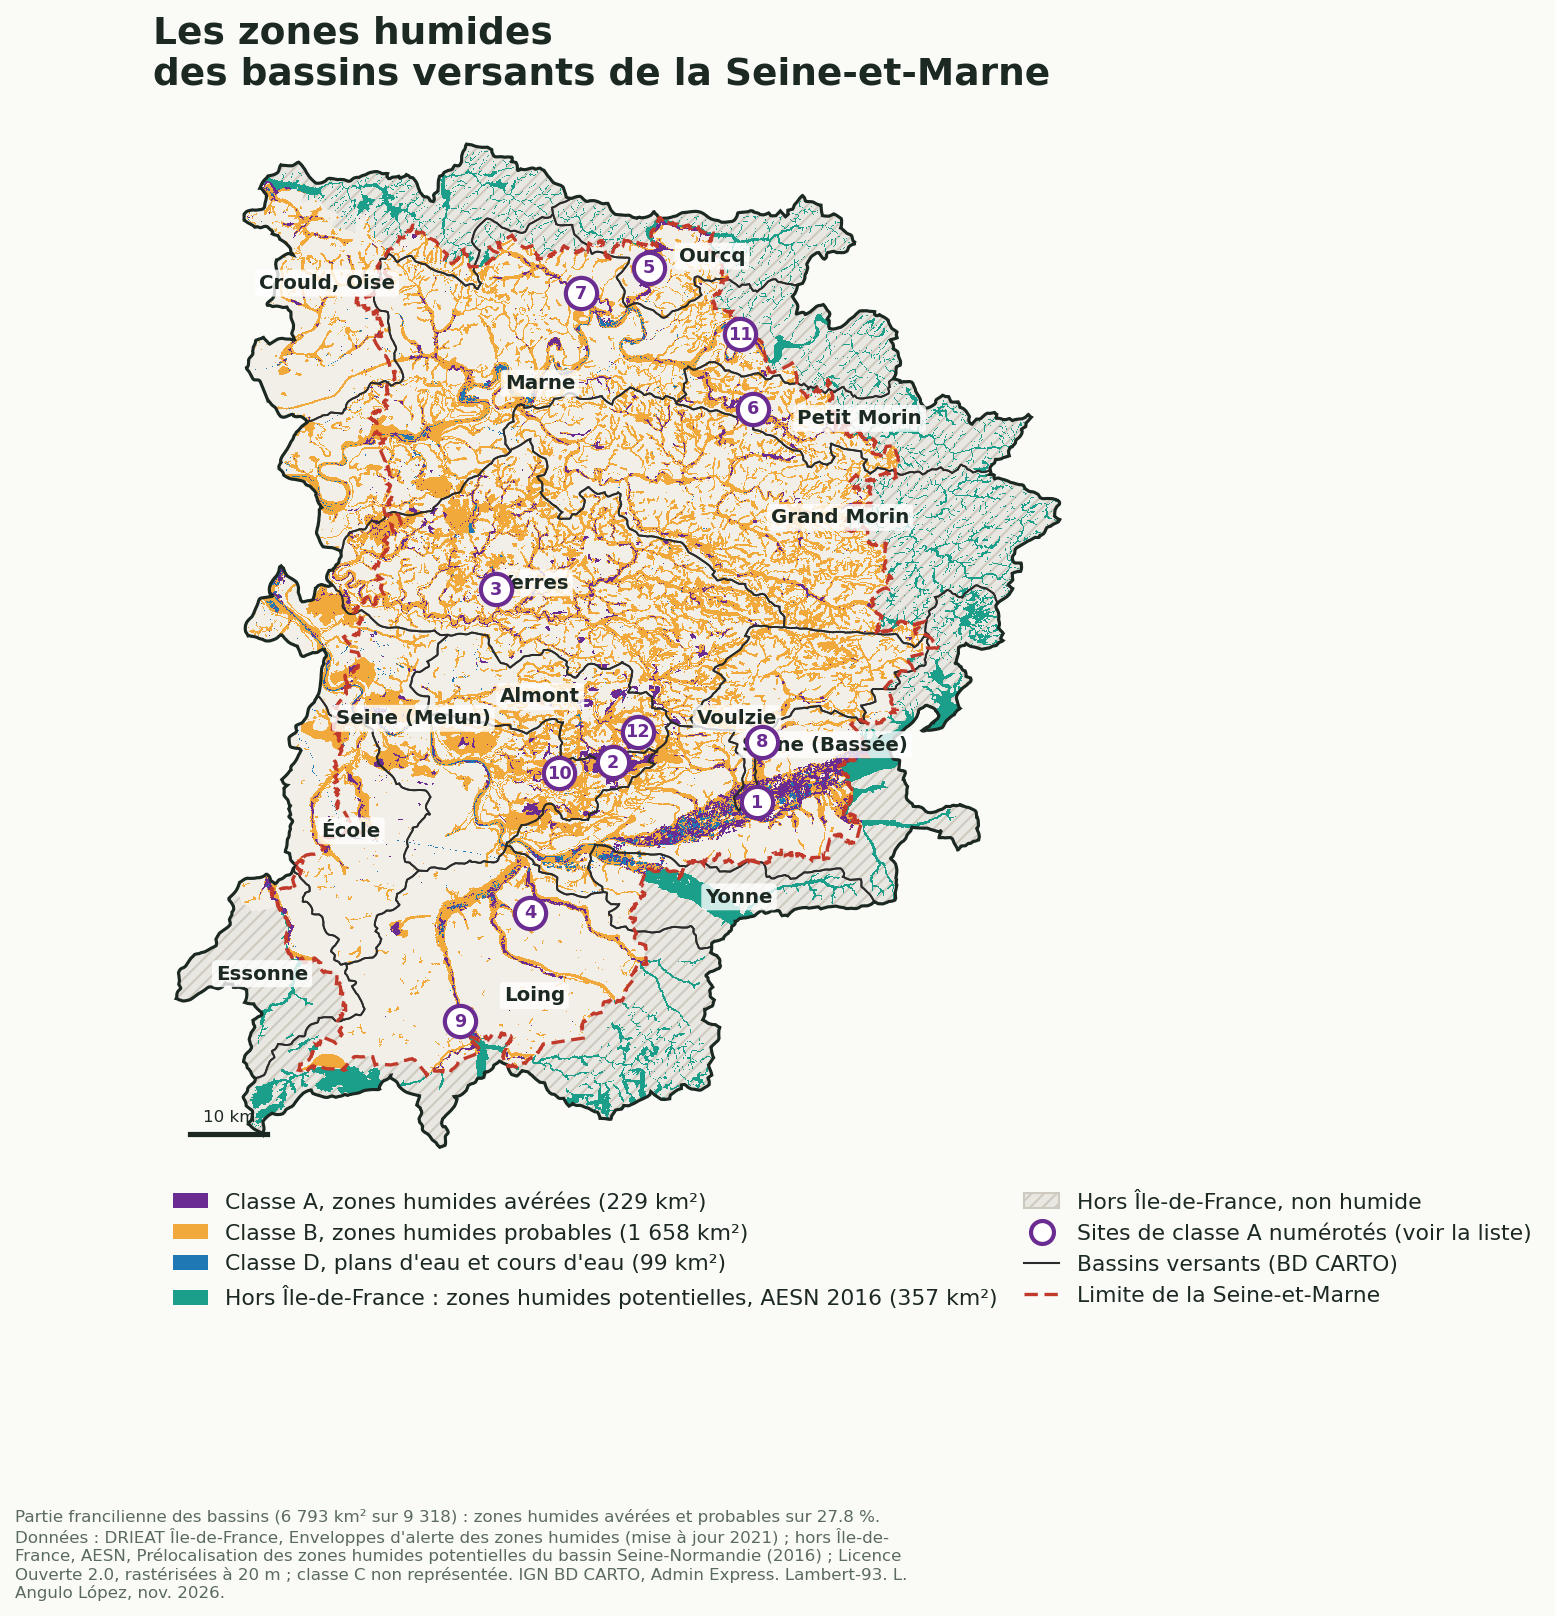 Les zones humides
des bassins versants de la Seine-et-Marne
Ourcq
5
Crould, Oise
7
11
Marne
6
Petit Morin
Grand Morin
3
erres
Almont
Seine (Melun)
Voulzie
12
8
ne (Bassée)
2
10
1
École
Yonne
4
Essonne
Loing
9
10 km
Classe A, zones humides avérées (229 km²)
Classe B, zones humides probables (1 658 km²)
Classe D, plans d'eau et cours d'eau (99 km²)
Hors Île-de-France : zones humides potentielles, AESN 2016 (357 km²)
Hors Île-de-France, non humide
Sites de classe A numérotés (voir la liste)
Bassins versants (BD CARTO)
Limite de la Seine-et-Marne
Partie francilienne des bassins (6 793 km² sur 9 318) : zones humides avérées et probables sur 27.8 %.
Données : DRIEAT Île-de-France, Enveloppes d'alerte des zones humides (mise à jour 2021) ; hors Île-de-
France, AESN, Prélocalisation des zones humides potentielles du bassin Seine-Normandie (2016) ; Licence
Ouverte 2.0, rastérisées à 20 m ; classe C non représentée. IGN BD CARTO, Admin Express. Lambert-93. L.
Angulo López, nov. 2026.